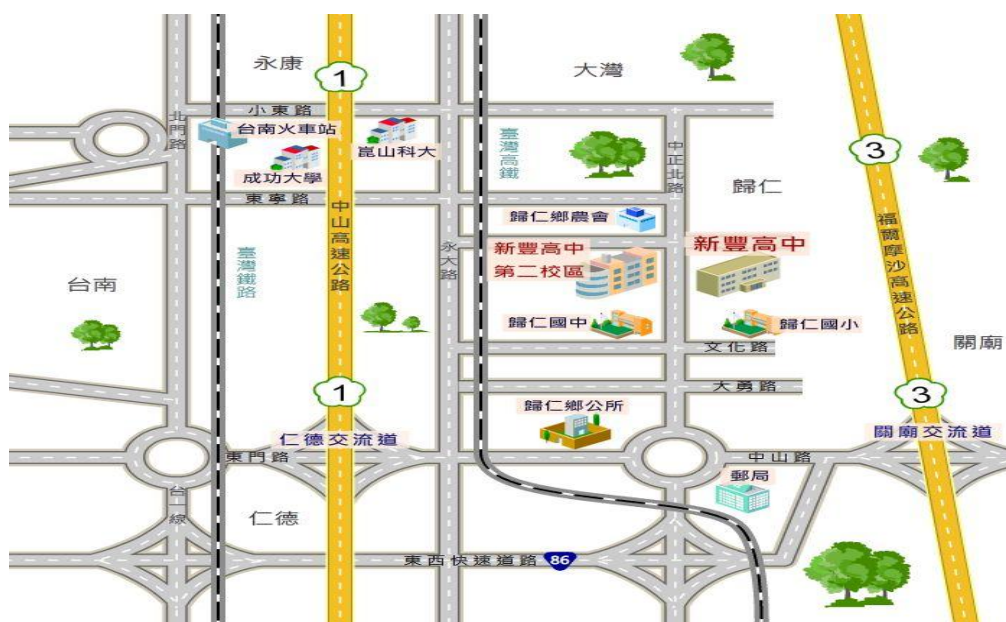 永康
1
大灣
小東路
北門路
台南火車站
崑山科大
成功大學
臺灣高鐵
中正北路
3
歸仁
東寧路
中山高速公路
永大路
歸仁鄉農會
新豐高中
第二校區
新豐高中
福爾摩沙高速公路
臺灣鐵路
台南
歸仁國中
歸仁國小
文化路
關廟
大勇路
1
3
歸仁鄉公所
仁德交流道
關廟交流道
東門路
中山路
郵局
台一線
仁德
東西快速道路
86